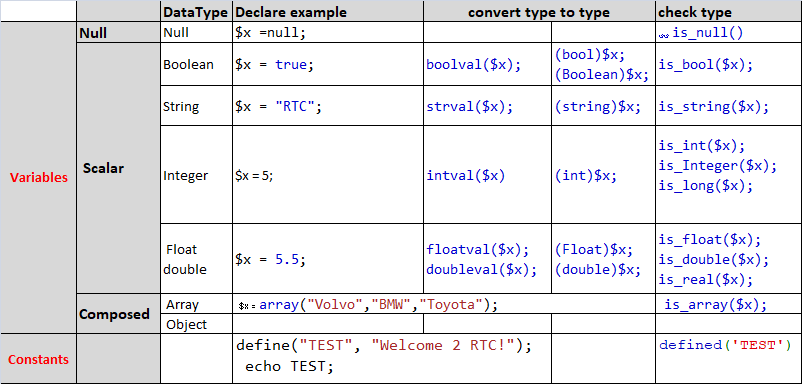 DataType Declare example convert type to type check type
Null Null $x =null; is_null()
Boolean $x = true; boolval($x); (bool)$x; is_bool($x);
(Boolean)$x;
String $x = "RTC"; strval($x); (string)$x; is_string($x);
Variables Scalar
is_int($x);
Integer $x = 5; intval($x) (int)$x; is_Integer($x);
is_long($x);
is_float($x);
Float floatval($x); (Float)$x;
double $x = 5.5; doubleval($x); (double)$x; is_double($x);
is_real($x);
Composed Array $x = array("Volvo","BMW","Toyota"); is_array($x);
Object
Constants define("TEST", "Welcome 2 RTC!"); defined('TEST')
echo TEST;